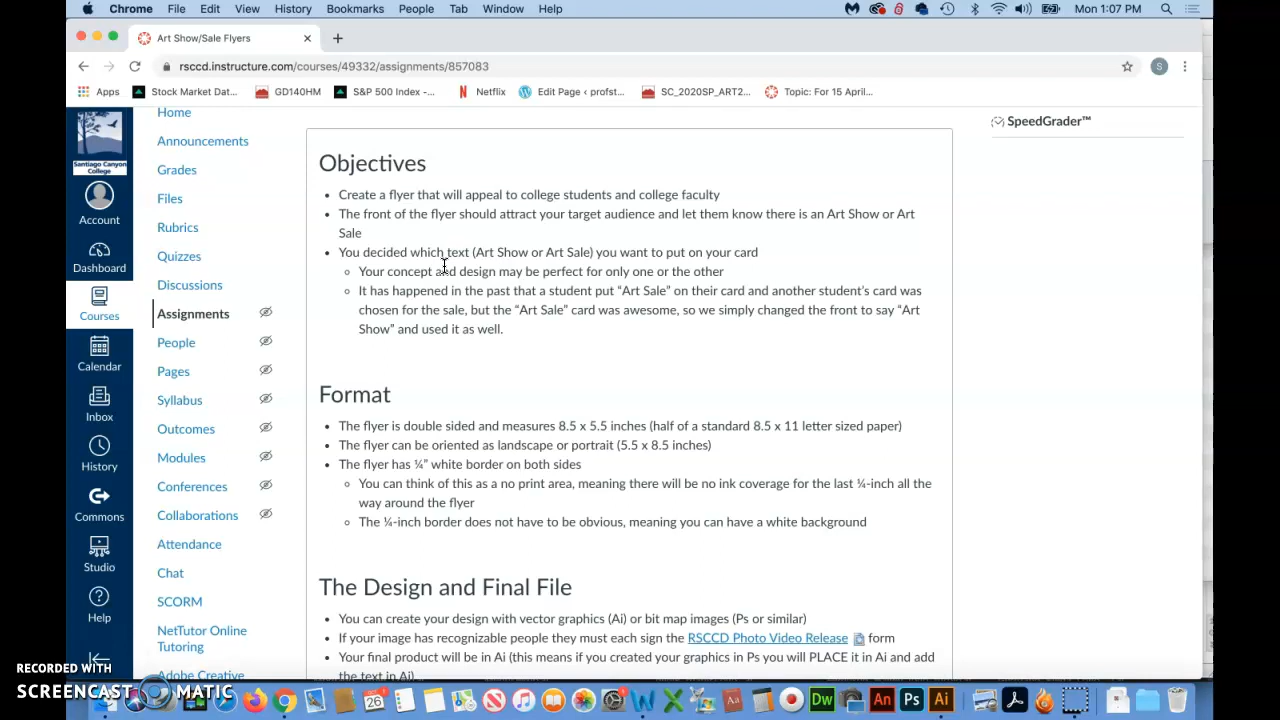 Chrome File Edit View History Bookmarks People Tab Window Help Mon 1:07 PM
Art Show/Sale Flyers
rsccd.instructure.com/courses/49332/assignments/857083 S
Apps Stock Market Dat... GD140HM S&P 500 Index -... Netflix Edit Page ‹ profst... SC_2020SP_ART2... Topic: For 15 April...
Santiago Canyon
College
Account
Dashboard
Courses
Calendar
Inbox
History
Commons
Studio
Help
Home
Announcements
Grades
Files
Rubrics
Quizzes
Discussions
Assignments
People
Pages
Syllabus
Outcomes
Modules
Conferences
Collaborations
Attendance
Chat
SCORM
NetTutor Online
Tutoring
Adobe Creative
SpeedGrader™
Objectives
• Create a flyer that will appeal to college students and college faculty
• The front of the flyer should attract your target audience and let them know there is an Art Show or Art
Sale
• You decided which text (Art Show or Art Sale) you want to put on your card
◦ Your concept and design may be perfect for only one or the other
◦ It has happened in the past that a student put “Art Sale” on their card and another student’s card was
chosen for the sale, but the “Art Sale” card was awesome, so we simply changed the front to say “Art
Show” and used it as well.
Format
• The flyer is double sided and measures 8.5 x 5.5 inches (half of a standard 8.5 x 11 letter sized paper)
• The flyer can be oriented as landscape or portrait (5.5 x 8.5 inches)
• The flyer has ¼” white border on both sides
◦ You can think of this as a no print area, meaning there will be no ink coverage for the last ¼-inch all the
way around the flyer
◦ The ¼-inch border does not have to be obvious, meaning you can have a white background
The Design and Final File
• You can create your design with vector graphics (Ai) or bit map images (Ps or similar)
• If your image has recognizable people they must each sign the RSCCD Photo Video Release form
• Your final product will be in Ai (this means if you created your graphics in Ps you will PLACE it in Ai and add
the text in Ai).
RECORDED WITH
SCREENCAST MATIC
Dw An Ps Ai